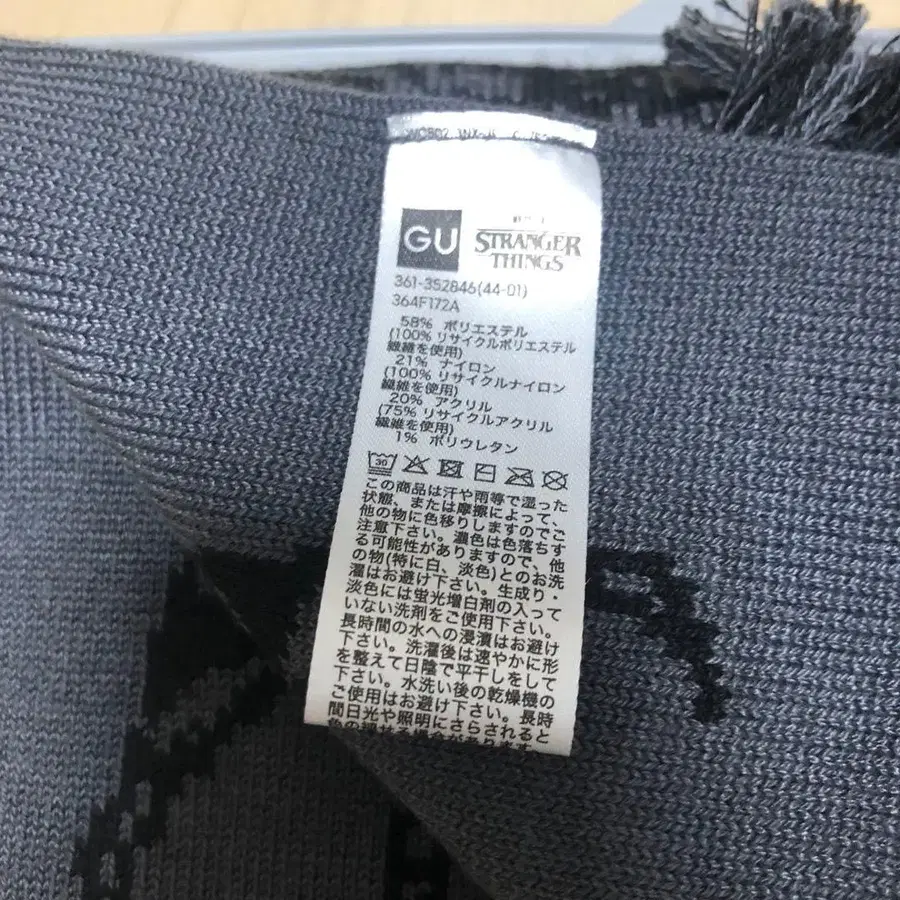 GU
STRANGER
THINGS
361-352846(44-01)
364F172A
58% ポリエステル
(100% リサイクルポリエステル
繊維を使用)
21% ナイロン
(100% リサイクルナイロン
繊維を使用)
20% アクリル
(75% リサイクルアクリル
繊維を使用)
1% ポリウレタン
30
この商品は汗や雨等で湿った
状態、または摩擦によって、
他の物に色移りしますのでご
注意下さい。濃色は色落ちす
る可能性がありますので、他
の物(特に白、淡色)とのお洗
濯はお避け下さい。生成り・
淡色には蛍光増白剤の入って
いない洗剤をご使用下さい。
長時間の水への浸漬はお避け
下さい。洗濯後は速やかに形
を整えて日陰で平干しをして
下さい。水洗い後の乾燥機の
ご使用はお避け下さい。長時
間日光や照明にさらされると
色の褪せる場合があります